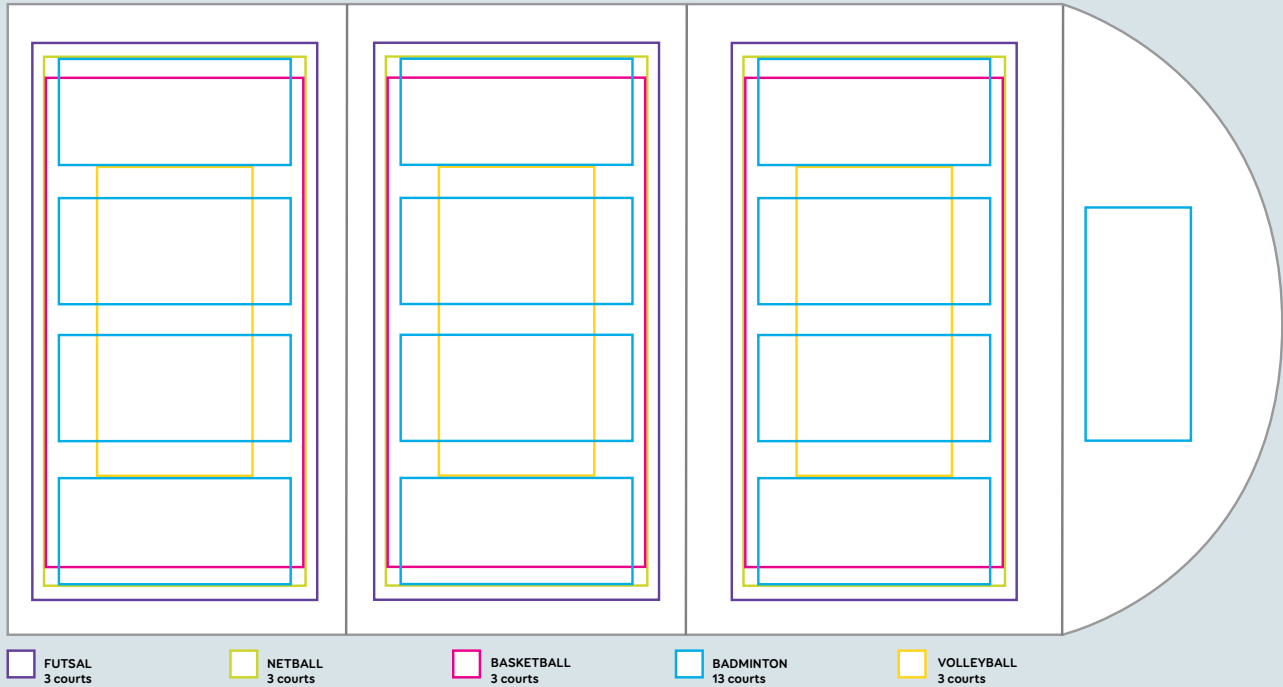 FUTSAL
3 courts
NETBALL
3 courts
BASKETBALL
3 courts
BADMINTON
13 courts
VOLLEYBALL
3 courts